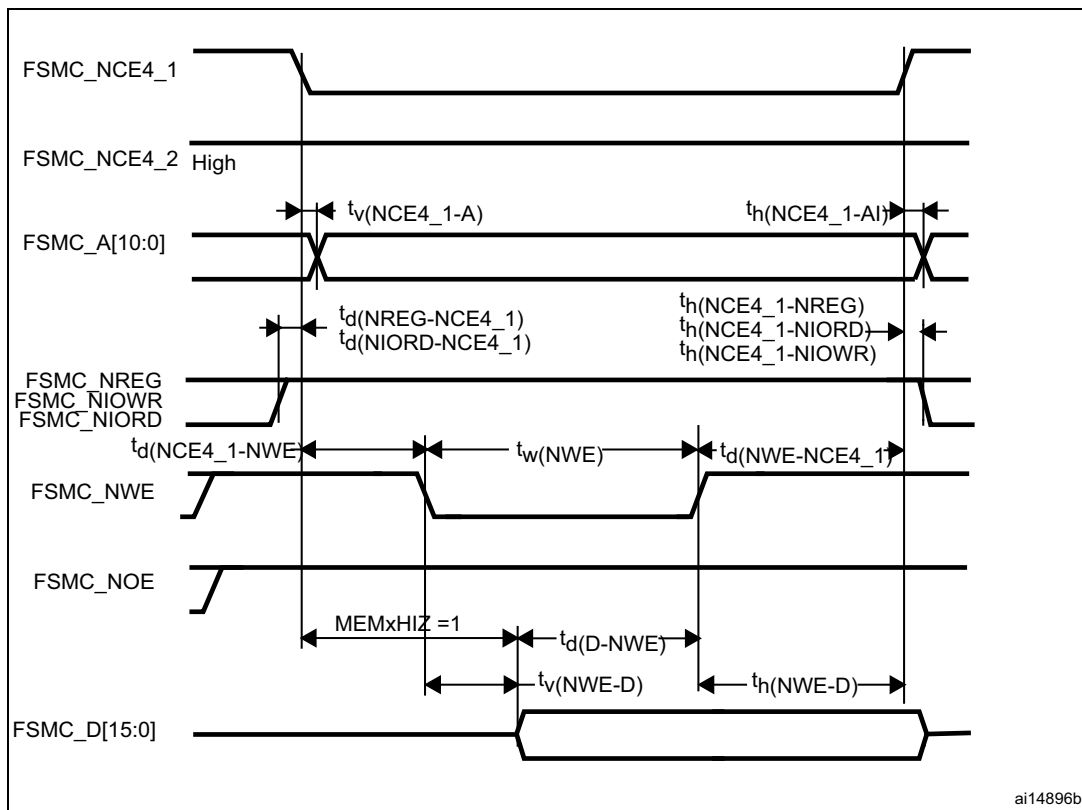 FSMC_NCE4_1
FSMC_NCE4_2 High
tv(NCE4_1-A)
th(NCE4_1-AI)
FSMC_A[10:0]
td(NREG-NCE4_1)
td(NIORD-NCE4_1)
th(NCE4_1-NREG)
th(NCE4_1-NIORD)
th(NCE4_1-NIOWR)
FSMC_NREG
FSMC_NIOWR
FSMC_NIORD
td(NCE4_1-NWE)
tw(NWE)
td(NWE-NCE4_1)
FSMC_NWE
FSMC_NOE
MEMxHIZ =1
td(D-NWE)
tv(NWE-D)
th(NWE-D)
FSMC_D[15:0]
ai14896b